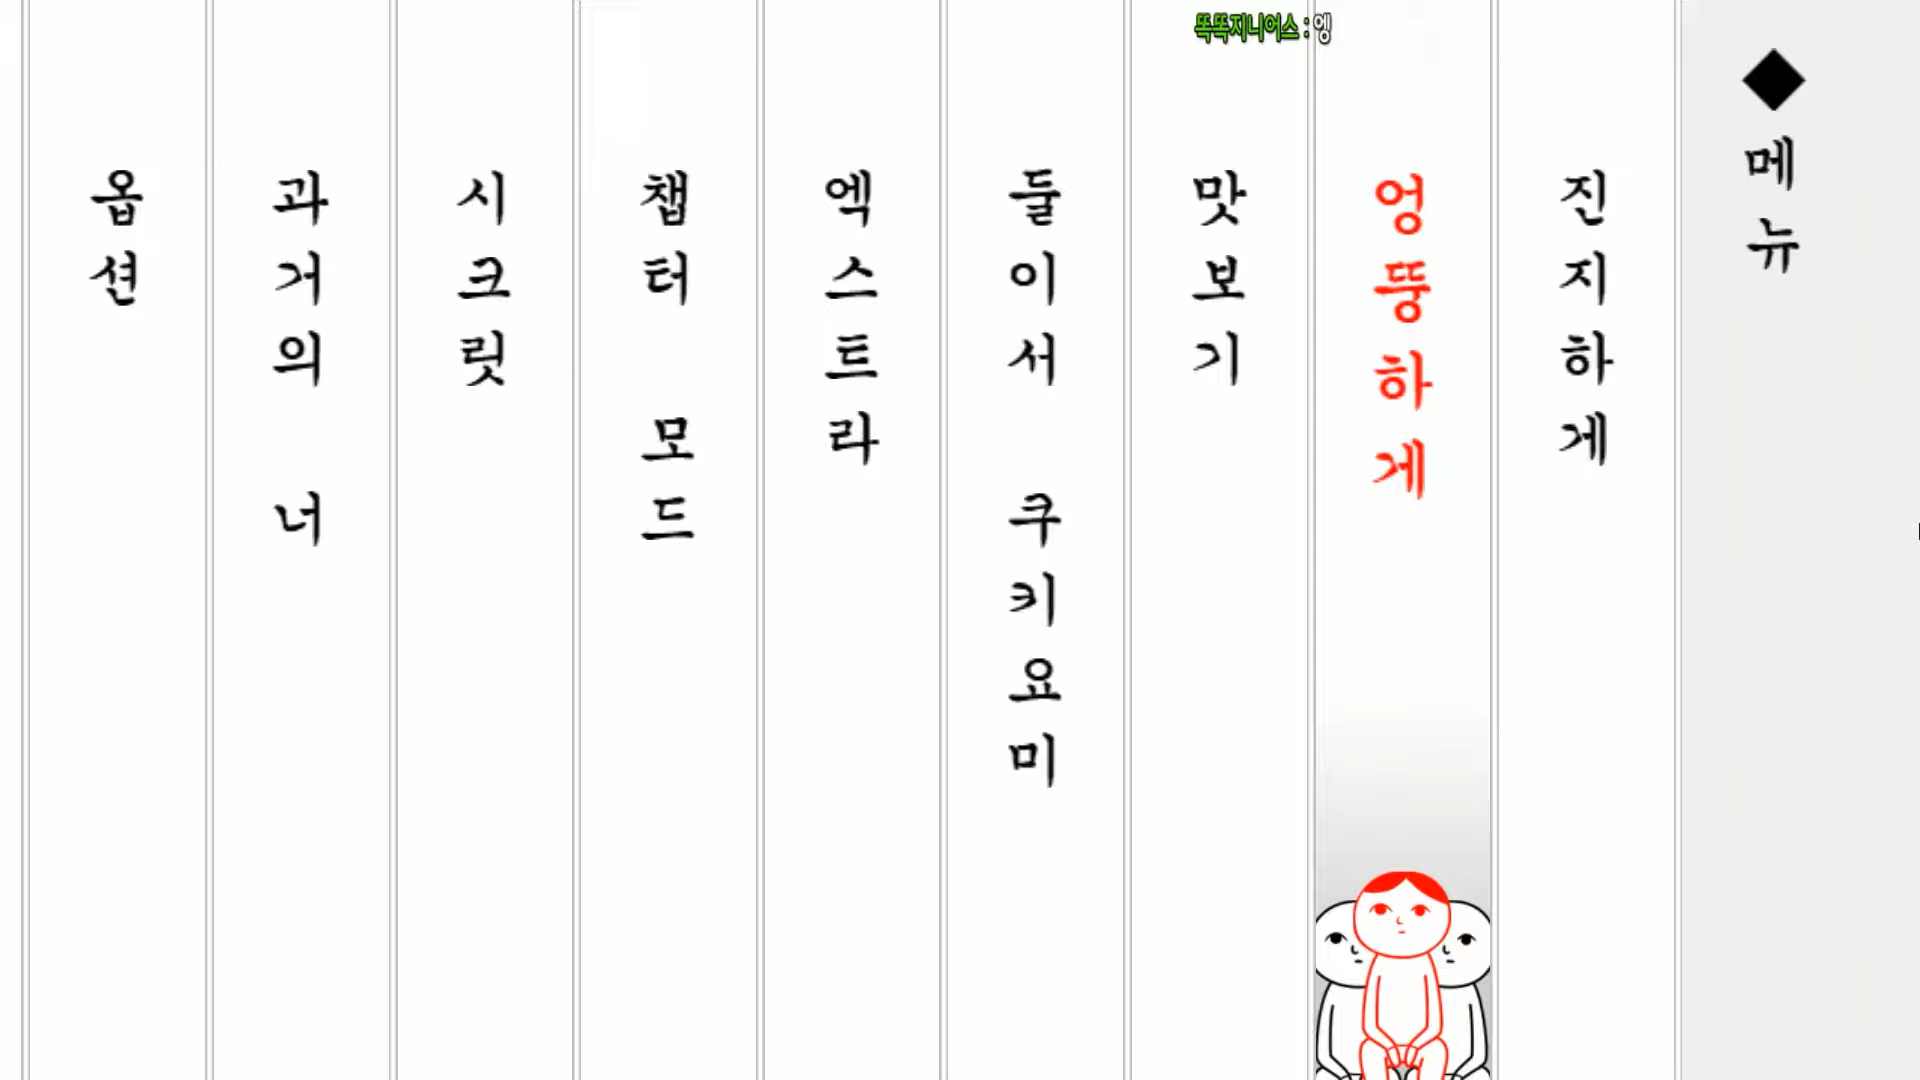 똑똑지니어스 : 엥
◆메뉴
진지하게
엉뚱하게
맛보기
둘이서 쿠키요미
엑스트라
챕터 모드
시크릿
과거의 너
옵션